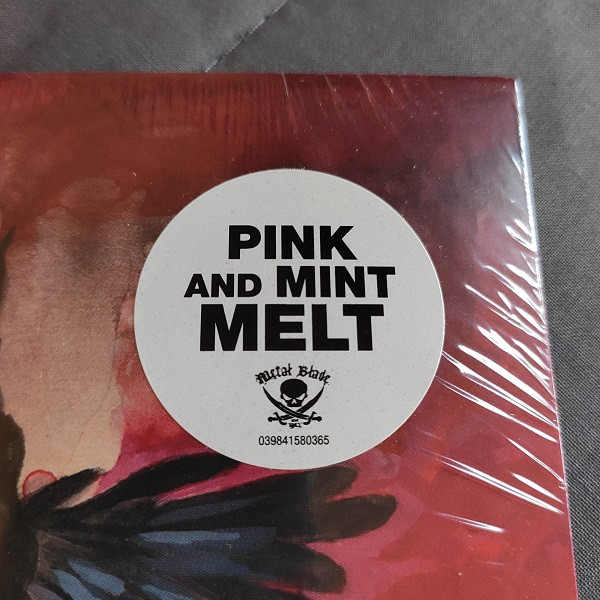 PINK
AND MINT
MELT
Metal Blade
039841580365